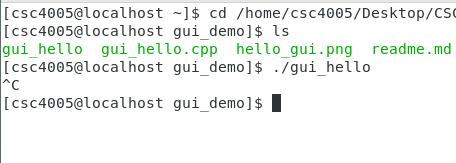 [csc4005@localhost ~]$ cd /home/csc4005/Desktop/CSC
[csc4005@localhost gui_demo]$ ls
gui_hello  gui_hello.cpp  hello_gui.png  readme.md
[csc4005@localhost gui_demo]$ ./gui_hello
^C
[csc4005@localhost gui_demo]$